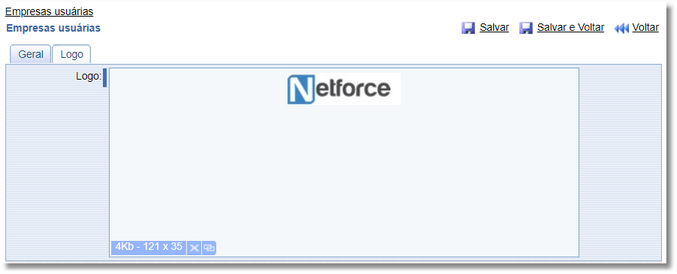 Empresas usuárias
Empresas usuárias
Salvar Salvar e Voltar Voltar
Geral Logo
Logo:
Netforce
4Kb - 121 x 35